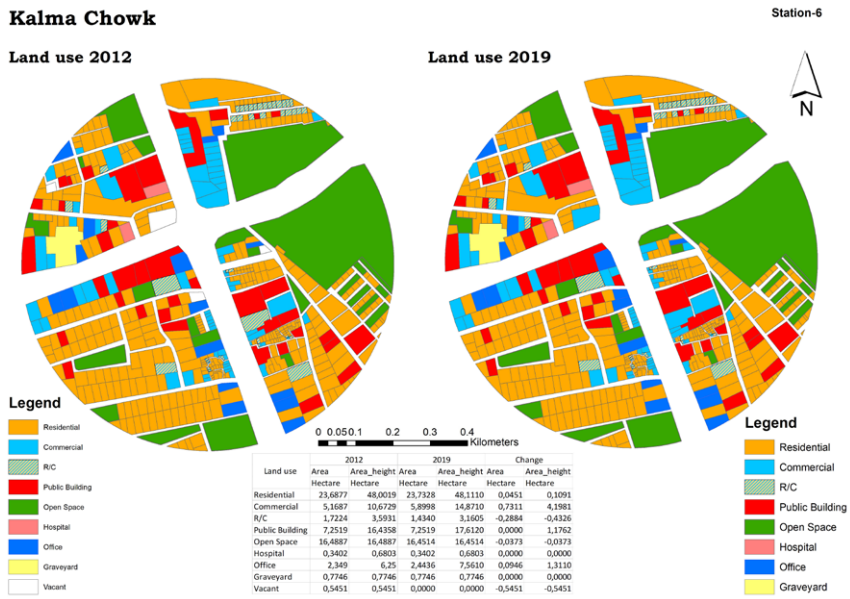 Kalma Chowk
Station-6
Land use 2012
Land use 2019
N
Legend
Residential
Commercial
R/C
Public Building
Open Space
Hospital
Office
Graveyard
Vacant
0 0.050.1 0.2 0.3 0.4
Kilometers
Legend
Residential
Commercial
R/C
Public Building
Open Space
Hospital
Office
Graveyard
Land use 2012 2019 Change
Area Area_height Area Area_height Area Area_height
Hectare Hectare Hectare Hectare Hectare Hectare
Residential 23,6877 48,0019 23,7328 48,1110 0,0451 0,1091
Commercial 5,1687 10,6729 5,8998 14,8710 0,7311 4,1981
R/C 1,7224 3,5931 1,4340 3,1605 -0,2884 -0,4326
Public Building 7,2519 16,4358 7,2519 17,6120 0,0000 1,1762
Open Space 16,4887 16,4887 16,4514 16,4514 -0,0373 -0,0373
Hospital 0,3402 0,6803 0,3402 0,6803 0,0000 0,0000
Office 2,349 6,25 2,4436 7,5610 0,0946 1,3110
Graveyard 0,7746 0,7746 0,7746 0,7746 0,0000 0,0000
Vacant 0,5451 0,5451 0,0000 0,0000 -0,5451 -0,5451